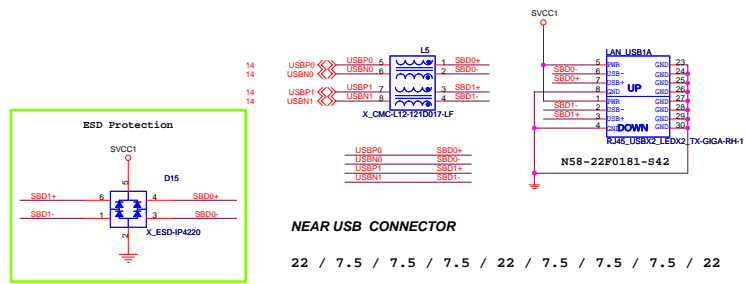 SVCC1
L5
LAN_USB1A
14 USBP0 USBP0 5 1 SBD0+
14 USBN0 USBN0 6 2 SBD0-
14 USBP1 USBP1 7 3 SBD1+
14 USBN1 USBN1 8 4 SBD1-
X_CMC-L12-121D017-LF
5 PWR GND 23
SBD0- 6 USB- GND 24
SBD0+ 7 USB+ GND 25
8 GND UP GND 26
1 PWR GND 27
SBD1- 2 USB- GND 28
SBD1+ 3 USB+ GND 29
4 GND DOWN GND 30
RJ45_USBX2_LEDX2_TX-GIGA-RH-1
N58-22F0181-S42
ESD Protection
SVCC1
D15
5
SBD1+ 6 4 SBD0+
SBD1- 1 3 SBD0-
2
X_ESD-IP4220
USBP0 SBD0+
USBN0 SBD0-
USBP1 SBD1+
USBN1 SBD1-
NEAR USB CONNECTOR
22 / 7.5 / 7.5 / 7.5 / 22 / 7.5 / 7.5 / 7.5 / 22